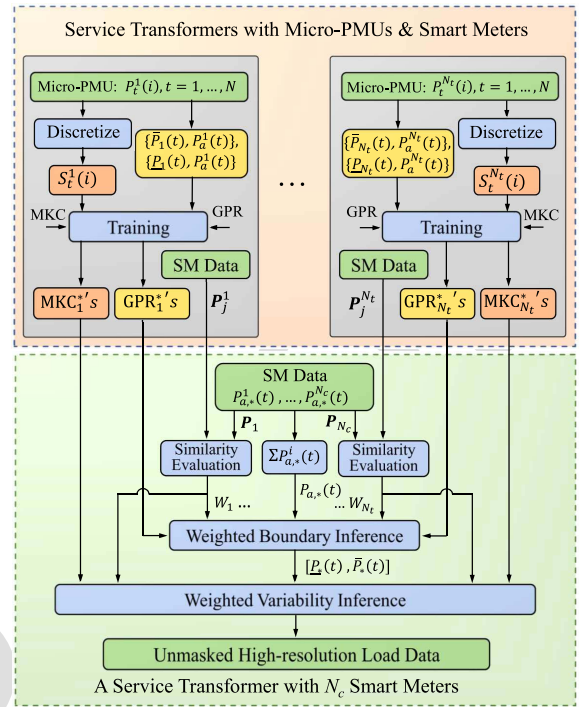 Service Transformers with Micro-PMUs & Smart Meters
Micro-PMU: P_t^1(i), t = 1, …, N
Discretize
{P̅_1(t), P_a^1(t)},
{P̲_1(t), P_a^1(t)}
S_t^1(i)
MKC
GPR
Training
SM Data
MKC_1^*'s
GPR_1^*'s
P_j^1
...
Micro-PMU: P_t^{N_t}(i), t = 1, …, N
{P̅_{N_t}(t), P_a^{N_t}(t)},
{P̲_{N_t}(t), P_a^{N_t}(t)}
Discretize
S_t^{N_t}(i)
GPR
MKC
Training
SM Data
P_j^{N_t}
GPR_{N_t}^*'s
MKC_{N_t}^*'s
SM Data
P_{a,*}^1(t) , …, P_{a,*}^{N_c}(t)
P_1
P_{N_c}
Similarity
Evaluation
ΣP_{a,*}^i(t)
Similarity
Evaluation
W_1 ...
P_{a,*}(t)
... W_{N_t}
Weighted Boundary Inference
[P̲_*(t) , P̅_*(t)]
Weighted Variability Inference
Unmasked High-resolution Load Data
A Service Transformer with N_c Smart Meters